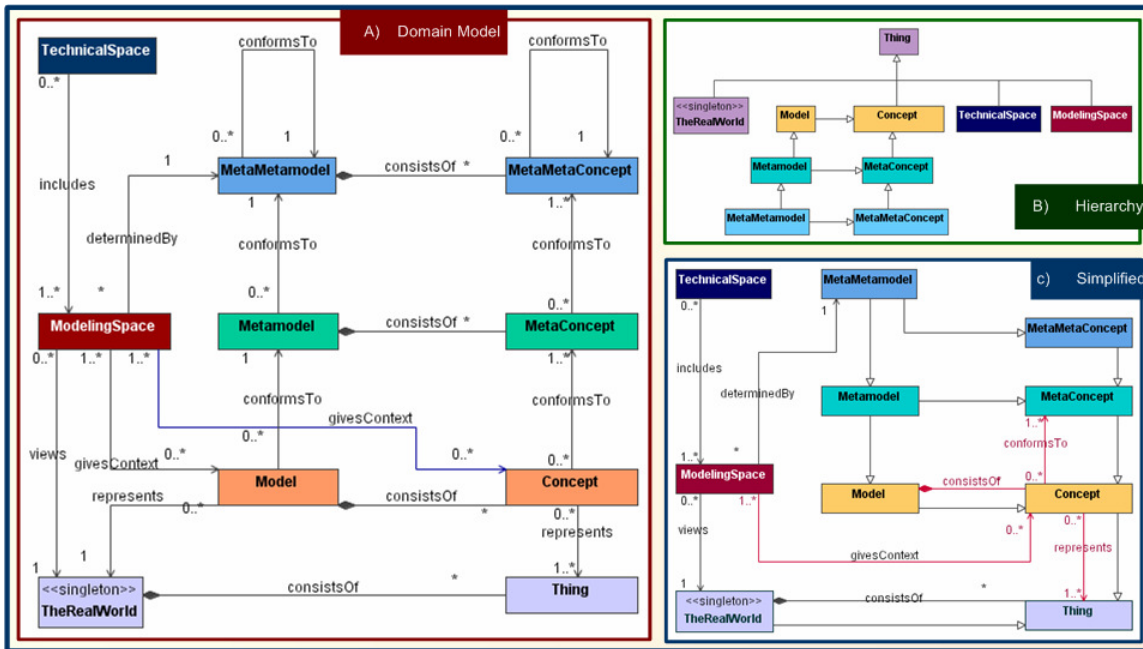 A) Domain Model
TechnicalSpace
conformsTo
conformsTo
0..*
0..*
1
0..*
1
1
MetaMetamodel
consistsOf *
MetaMetaConcept
includes
1
1..*
determinedBy
conformsTo
conformsTo
1..*
*
0..*
0..*
ModelingSpace
Metamodel
consistsOf *
MetaConcept
0..*
1..*
1..*
1
1..*
conformsTo
conformsTo
givesContext
views
0..*
0..*
0..*
0..*
givesContext
Model
Concept
represents
0..*
consistsOf
*
0..*
represents
1
1
1..*
<<singleton>>
TheRealWorld
consistsOf
*
Thing
Thing
<<singleton>>
TheRealWorld
Model
Concept
TechnicalSpace
ModelingSpace
Metamodel
MetaConcept
MetaMetamodel
MetaMetaConcept
B) Hierarchy
TechnicalSpace
MetaMetamodel
c) Simplified
0..*
1
MetaMetaConcept
includes
determinedBy
Metamodel
MetaConcept
1..*
conformsTo
1..*
*
ModelingSpace
Model
consistsOf
0..*
Concept
0..*
1..*
0..*
0..*
views
represents
givesContext
1
1..*
<<singleton>>
TheRealWorld
consistsOf
*
Thing